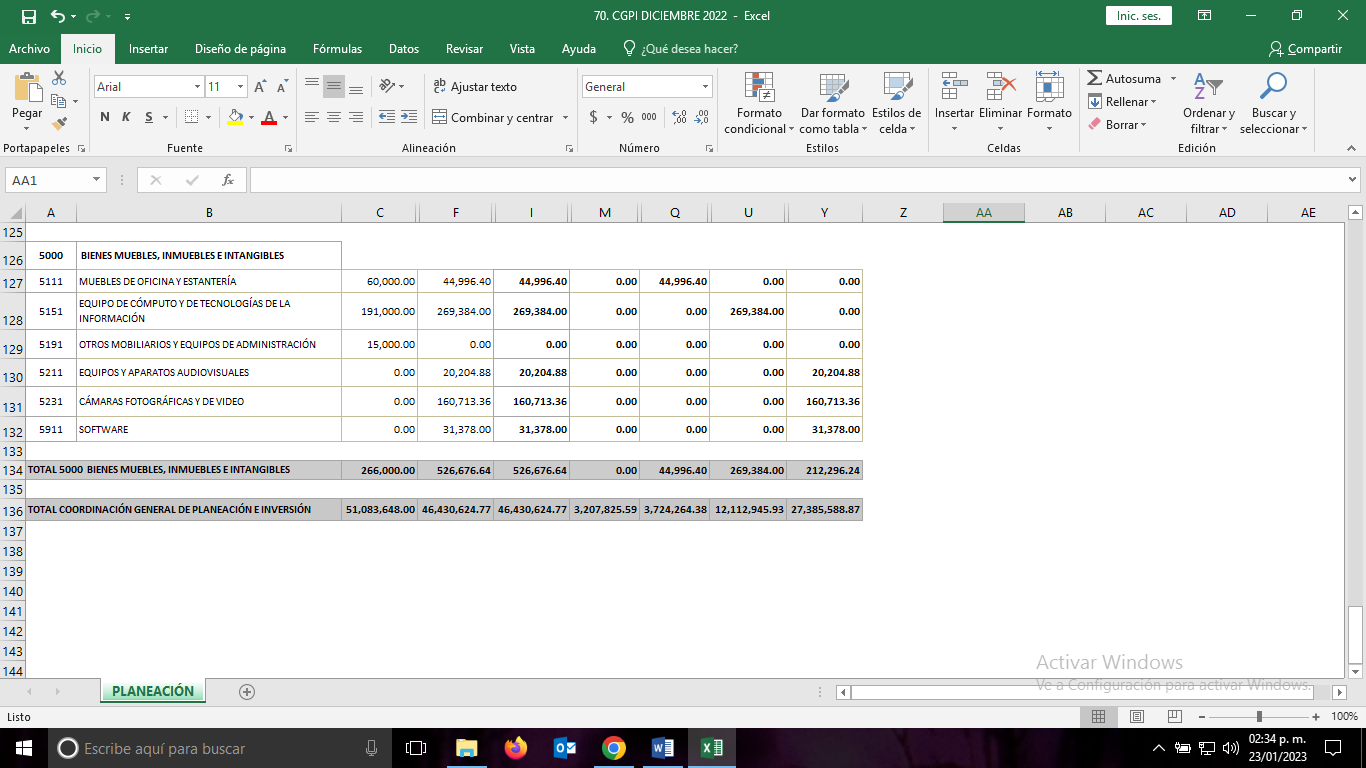 70. CGPI DICIEMBRE 2022 - Excel
Inic. ses.
Archivo Inicio Insertar Diseño de página Fórmulas Datos Revisar Vista Ayuda ¿Qué desea hacer? Compartir
Pegar
Portapapeles
Arial 11
N K S
Fuente
Ajustar texto
Combinar y centrar
Alineación
General
$ % 000
Número
Formato condicional
Dar formato como tabla
Estilos de celda
Estilos
Insertar Eliminar Formato
Celdas
Autosuma
Rellenar
Borrar
Ordenar y filtrar
Buscar y seleccionar
Edición
AA1 fx
A B C F I M Q U Y Z AA AB AC AD AE
125
126 5000 BIENES MUEBLES, INMUEBLES E INTANGIBLES
127 5111 MUEBLES DE OFICINA Y ESTANTERÍA 60,000.00 44,996.40 44,996.40 0.00 44,996.40 0.00 0.00
128 5151 EQUIPO DE CÓMPUTO Y DE TECNOLOGÍAS DE LA INFORMACIÓN 191,000.00 269,384.00 269,384.00 0.00 0.00 269,384.00 0.00
129 5191 OTROS MOBILIARIOS Y EQUIPOS DE ADMINISTRACIÓN 15,000.00 0.00 0.00 0.00 0.00 0.00 0.00
130 5211 EQUIPOS Y APARATOS AUDIOVISUALES 0.00 20,204.88 20,204.88 0.00 0.00 0.00 20,204.88
131 5231 CÁMARAS FOTOGRÁFICAS Y DE VIDEO 0.00 160,713.36 160,713.36 0.00 0.00 0.00 160,713.36
132 5911 SOFTWARE 0.00 31,378.00 31,378.00 0.00 0.00 0.00 31,378.00
133
134 TOTAL 5000 BIENES MUEBLES, INMUEBLES E INTANGIBLES 266,000.00 526,676.64 526,676.64 0.00 44,996.40 269,384.00 212,296.24
135
136 TOTAL COORDINACIÓN GENERAL DE PLANEACIÓN E INVERSIÓN 51,083,648.00 46,430,624.77 46,430,624.77 3,207,825.59 3,724,264.38 12,112,945.93 27,385,588.87
137
138
139
140
141
142
143
144
Activar Windows
Ve a Configuración para activar Windows.
PLANEACIÓN
Listo 100%
Escribe aquí para buscar
02:34 p. m.
23/01/2023